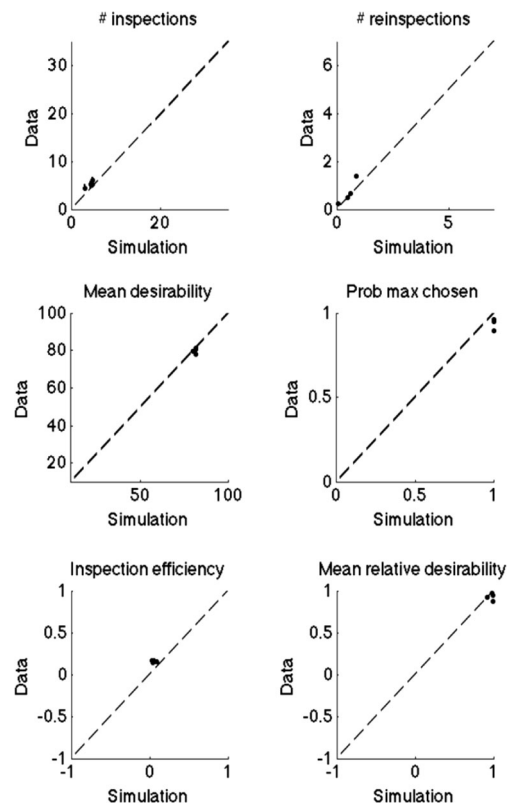 # inspections
# reinspections
30
20
10
0
Data
0
20
Simulation
6
4
2
0
Data
0
5
Simulation
Mean desirability
Prob max chosen
100
80
60
40
20
Data
50
100
Simulation
1
0.5
0
Data
0
0.5
1
Simulation
Inspection efficiency
Mean relative desirability
1
0.5
0
-0.5
-1
Data
-1
0
1
Simulation
1
0.5
0
-0.5
-1
Data
-1
0
1
Simulation